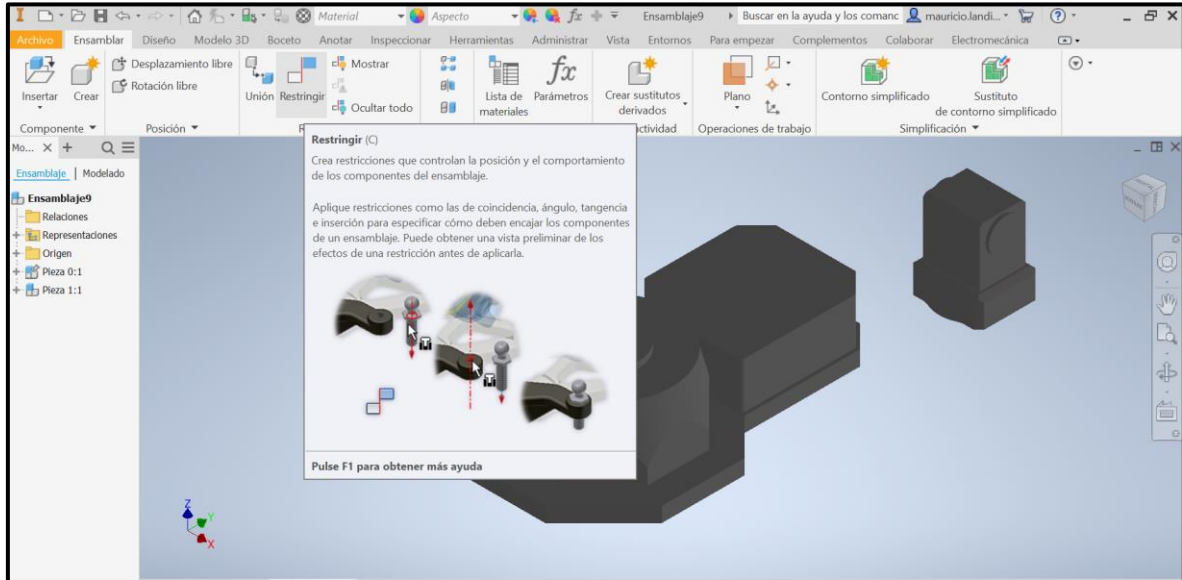 Material Aspecto fx Ensamblaje9 Buscar en la ayuda y los comanc mauricio.landi...
Archivo Ensamblar Diseño Modelo 3D Boceto Anotar Inspeccionar Herramientas Administrar Vista Entornos Para empezar Complementos Colaborar Electromecánica
Insertar
Crear
Desplazamiento libre
Rotación libre
Unión
Restringir
Mostrar
Ocultar todo
Lista de
materiales
fx
Parámetros
Crear sustitutos
derivados
Plano
Contorno simplificado
Sustituto
de contorno simplificado
Componente Posición R ctividad Operaciones de trabajo Simplificación
Mo...
Ensamblaje Modelado
Ensamblaje9
Relaciones
Representaciones
Origen
Pieza 0:1
Pieza 1:1
Restringir (C)
Crea restricciones que controlan la posición y el comportamiento
de los componentes del ensamblaje.
Aplique restricciones como las de coincidencia, ángulo, tangencia
e inserción para especificar cómo deben encajar los componentes
de un ensamblaje. Puede obtener una vista preliminar de los
efectos de una restricción antes de aplicarla.
Pulse F1 para obtener más ayuda
Z
Y
X